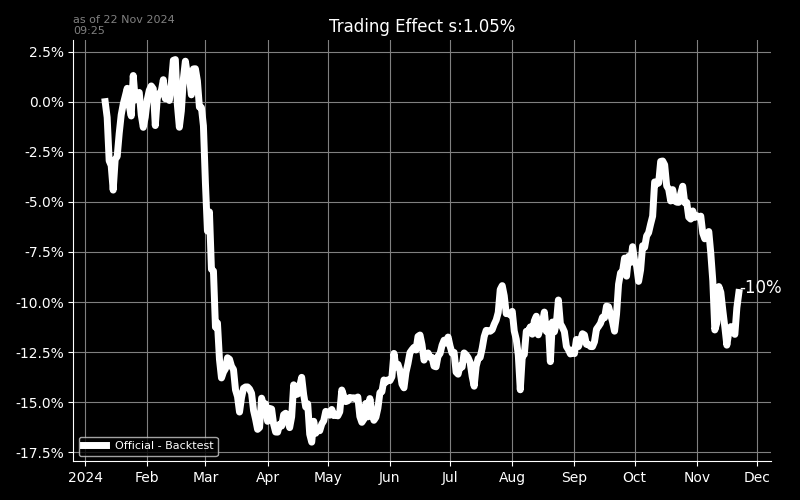 as of 22 Nov 2024
09:25
Trading Effect s:1.05%
2.5%
0.0%
-2.5%
-5.0%
-7.5%
-10.0%
-12.5%
-15.0%
-17.5%
-10%
Official - Backtest
2024 Feb Mar Apr May Jun Jul Aug Sep Oct Nov Dec